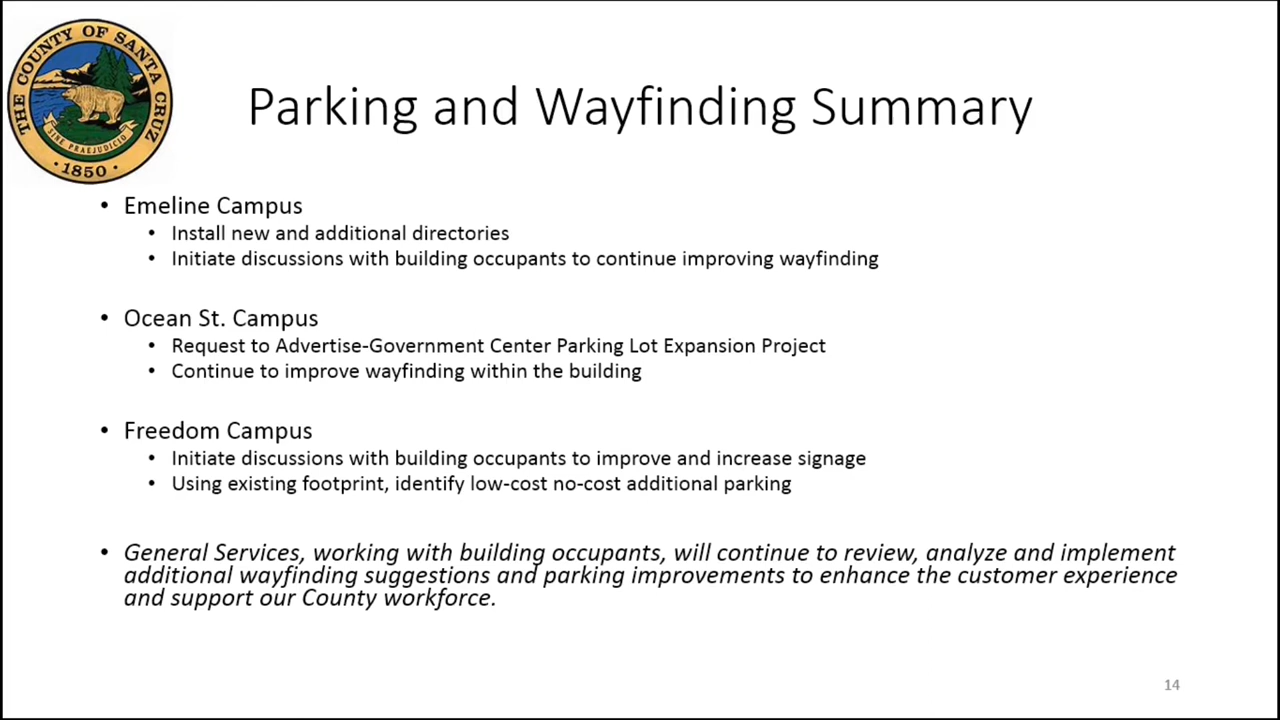 THE COUNTY OF SANTA CRUZ
SINE PRAEJUDICIO
• 1850 •
Parking and Wayfinding Summary
• Emeline Campus
• Install new and additional directories
• Initiate discussions with building occupants to continue improving wayfinding
• Ocean St. Campus
• Request to Advertise-Government Center Parking Lot Expansion Project
• Continue to improve wayfinding within the building
• Freedom Campus
• Initiate discussions with building occupants to improve and increase signage
• Using existing footprint, identify low-cost no-cost additional parking
• General Services, working with building occupants, will continue to review, analyze and implement
additional wayfinding suggestions and parking improvements to enhance the customer experience
and support our County workforce.
14